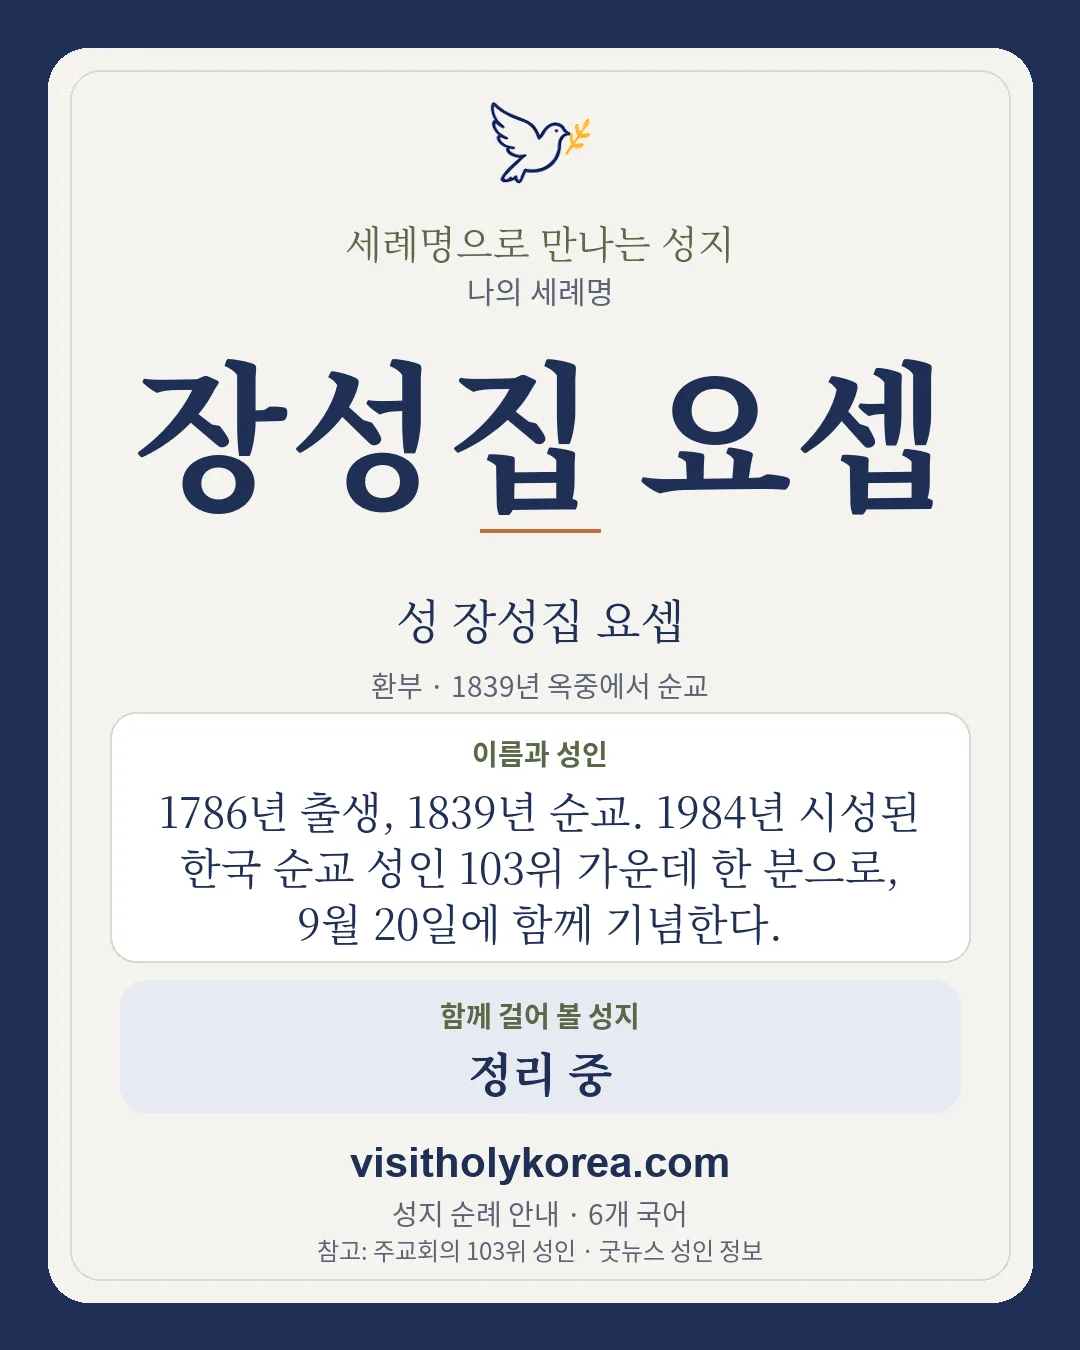 세례명으로 만나는 성지
나의 세례명
장성집 요셉
성 장성집 요셉
환부 · 1839년 옥중에서 순교
이름과 성인
1786년 출생, 1839년 순교. 1984년 시성된
한국 순교 성인 103위 가운데 한 분으로,
9월 20일에 함께 기념한다.
함께 걸어 볼 성지
정리 중
visitholykorea.com
성지 순례 안내 · 6개 국어
참고: 주교회의 103위 성인 · 굿뉴스 성인 정보